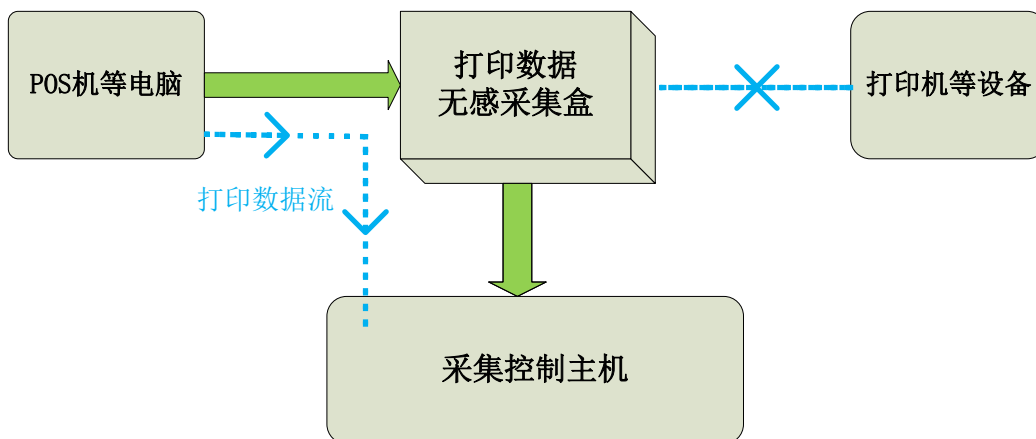 POS机等电脑
打印数据
无感采集盒
打印机等设备
打印数据流
采集控制主机